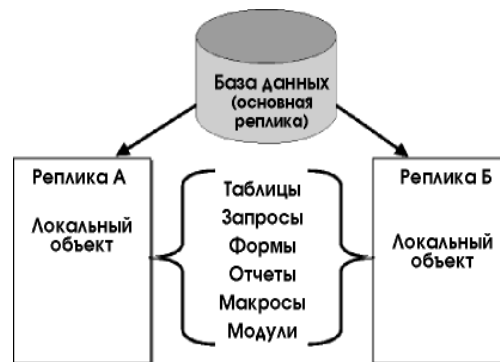 База данных
(основная
реплика)
Реплика А
Локальный
объект
Таблицы
Запросы
Формы
Отчеты
Макросы
Модули
Реплика Б
Локальный
объект